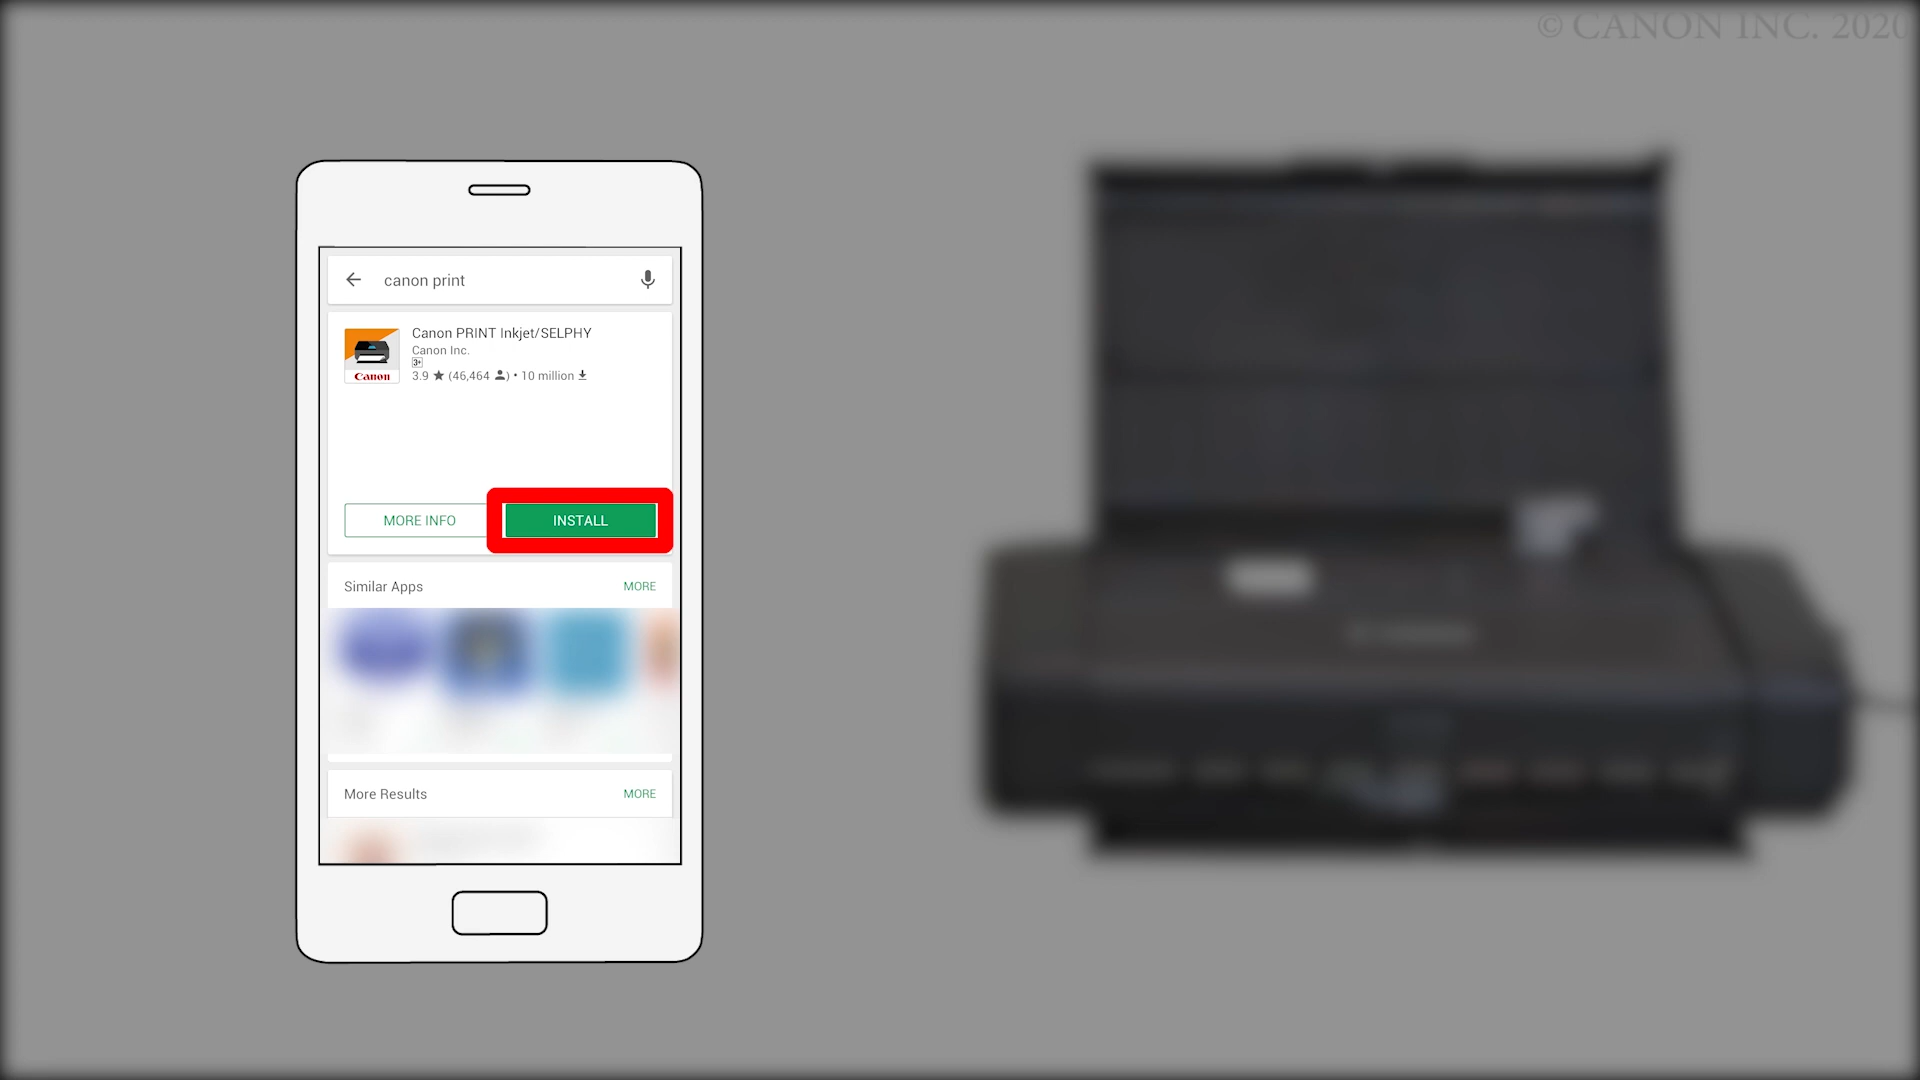 © CANON INC. 2020
canon print
Canon PRINT Inkjet/SELPHY
Canon Inc.
3+
3.9 ★ (46,464 ) • 10 million
Canon
MORE INFO
INSTALL
Similar Apps
MORE
More Results
MORE